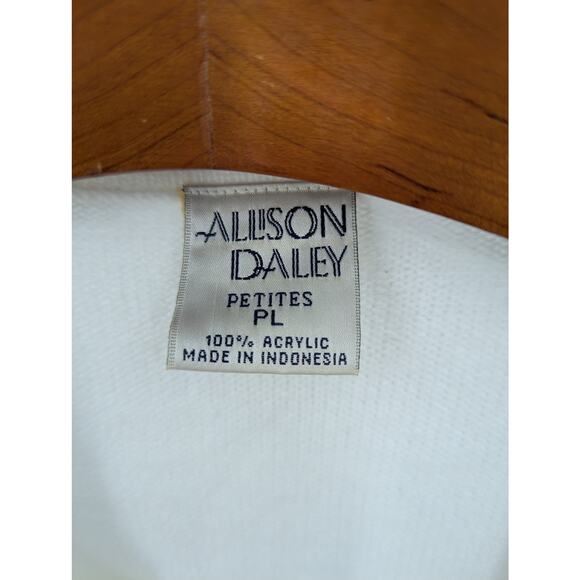 ALLISON
DALEY
PETITES
PL
100% ACRYLIC
MADE IN INDONESIA